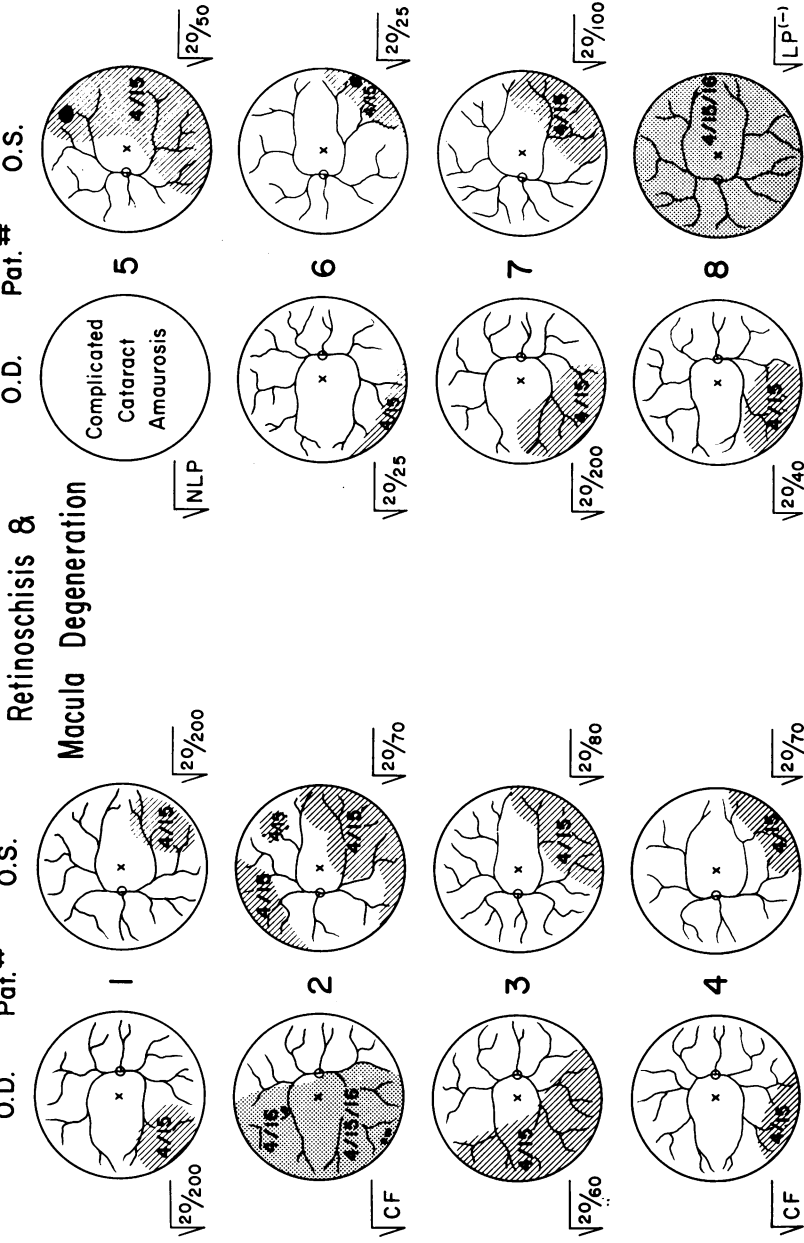 Retinoschisis &
Macula Degeneration
O.D. Pat.# O.S.
√20/200 4/15 1 4/15 √20/200
√CF 4/16 4/15/16 2 4/15 4/15 4/15 √20/70
√20/60 4/15 3 4/15 √20/80
√CF 4/15 4 4/15 √20/70
O.D. Pat.# O.S.
Complicated
Cataract
Amaurosis
√NLP 5 4/15 √20/50
√20/25 4/15 6 4/15 √20/25
√20/200 4/15 7 4/15 √20/100
√20/40 4/15 8 4/15/16 √LP(-)